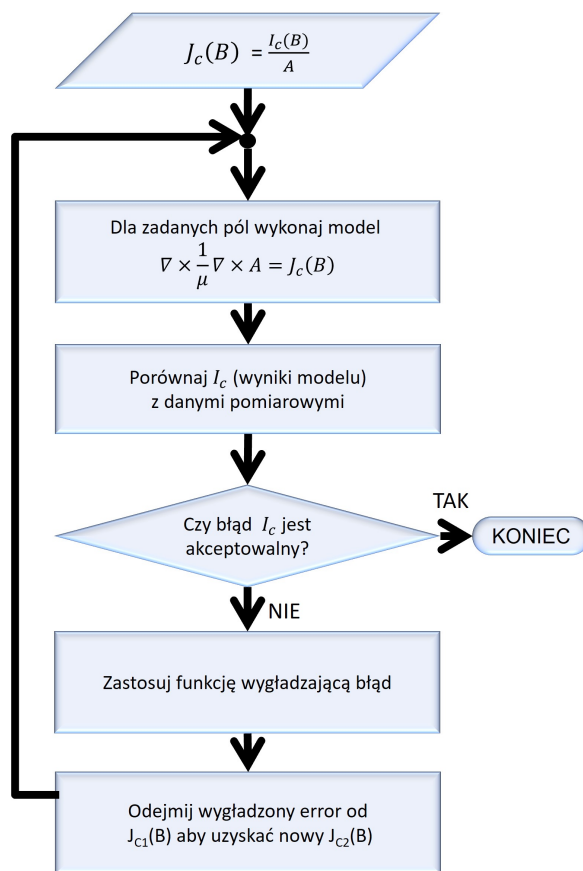 J_c(B) = I_c(B)/A
Dla zadanych pól wykonaj model
∇ × 1/μ ∇ × A = J_c(B)
Porównaj I_c (wyniki modelu)
z danymi pomiarowymi
Czy błąd I_c jest
akceptowalny?
TAK
KONIEC
NIE
Zastosuj funkcję wygładzającą błąd
Odejmij wygładzony error od
J_C1(B) aby uzyskać nowy J_C2(B)